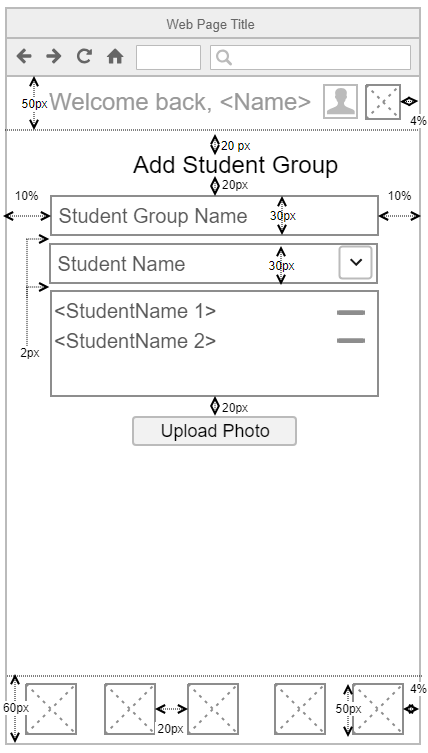 Web Page Title
50px
Welcome back, <Name>
4%
20 px
Add Student Group
20px
10%
10%
Student Group Name
30px
Student Name
30px
<StudentName 1>
<StudentName 2>
2px
20px
Upload Photo
4%
60px
50px
20px